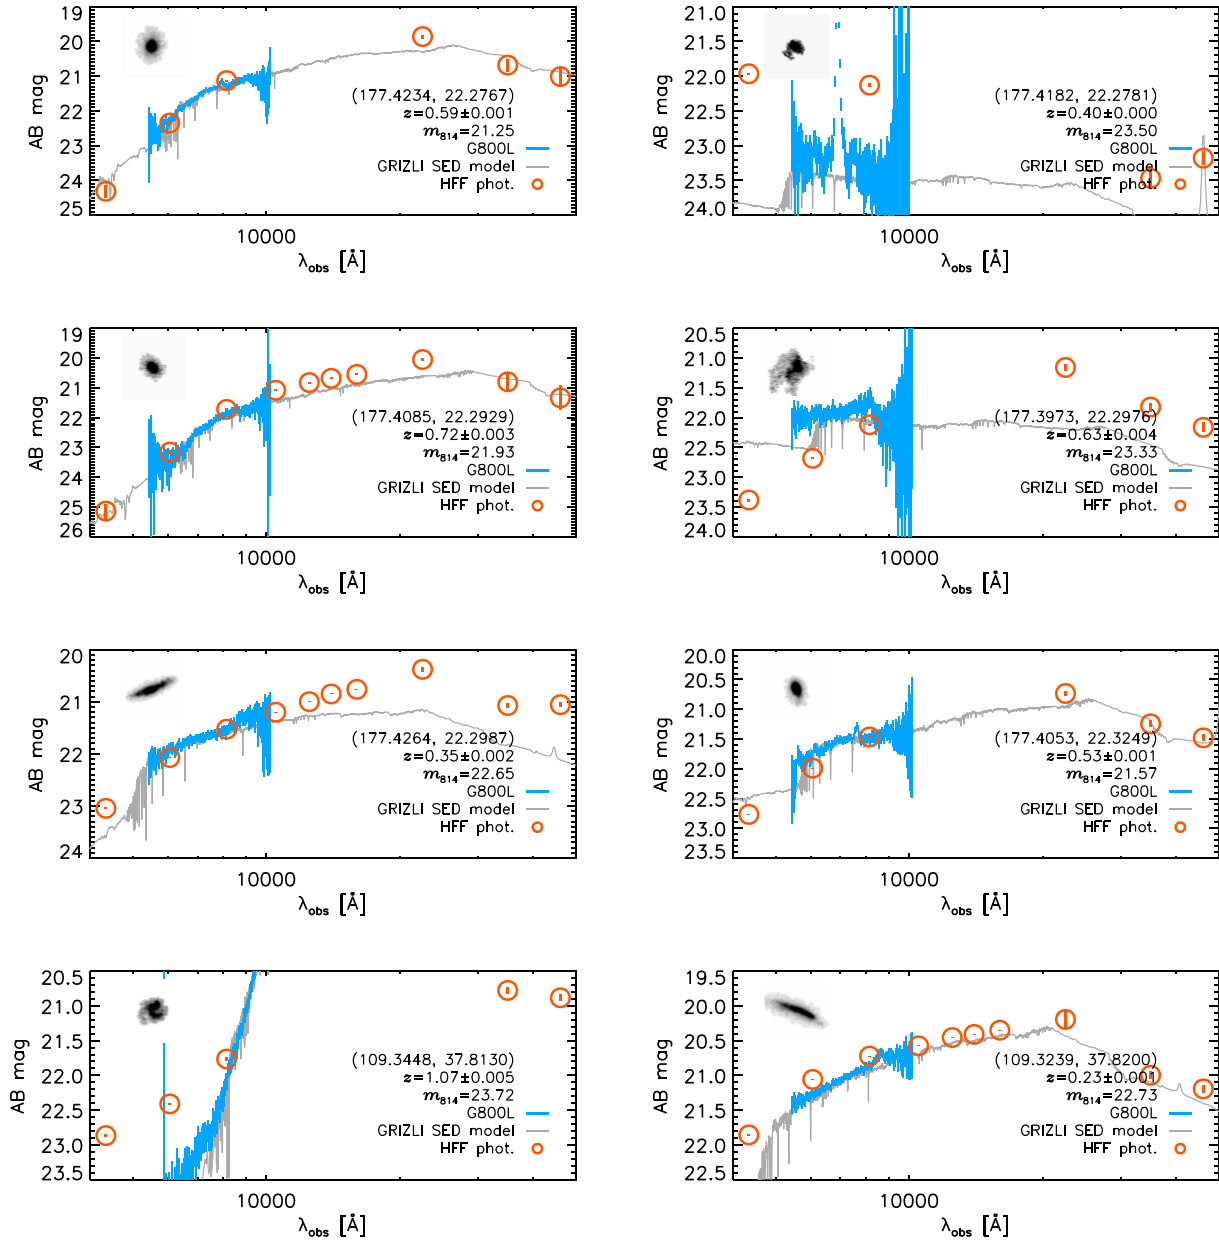 19
20
21
22
23
24
25
AB mag
(177.4234, 22.2767)
z=0.59±0.001
m814=21.25
G800L
GRIZLI SED model
HFF phot.
10000
λobs [Å]
21.0
21.5
22.0
22.5
23.0
23.5
24.0
AB mag
(177.4182, 22.2781)
z=0.40±0.000
m814=23.50
G800L
GRIZLI SED model
HFF phot.
10000
λobs [Å]
19
20
21
22
23
24
25
26
AB mag
(177.4085, 22.2929)
z=0.72±0.003
m814=21.93
G800L
GRIZLI SED model
HFF phot.
10000
λobs [Å]
20.5
21.0
21.5
22.0
22.5
23.0
23.5
24.0
AB mag
(177.3973, 22.2976)
z=0.63±0.004
m814=23.33
G800L
GRIZLI SED model
HFF phot.
10000
λobs [Å]
20
21
22
23
24
AB mag
(177.4264, 22.2987)
z=0.35±0.002
m814=22.65
G800L
GRIZLI SED model
HFF phot.
10000
λobs [Å]
20.0
20.5
21.0
21.5
22.0
22.5
23.0
23.5
AB mag
(177.4053, 22.3249)
z=0.53±0.001
m814=21.57
G800L
GRIZLI SED model
HFF phot.
10000
λobs [Å]
20.5
21.0
21.5
22.0
22.5
23.0
23.5
AB mag
(109.3448, 37.8130)
z=1.07±0.005
m814=23.72
G800L
GRIZLI SED model
HFF phot.
10000
λobs [Å]
19.5
20.0
20.5
21.0
21.5
22.0
22.5
AB mag
(109.3239, 37.8200)
z=0.23±0.001
m814=22.73
G800L
GRIZLI SED model
HFF phot.
10000
λobs [Å]